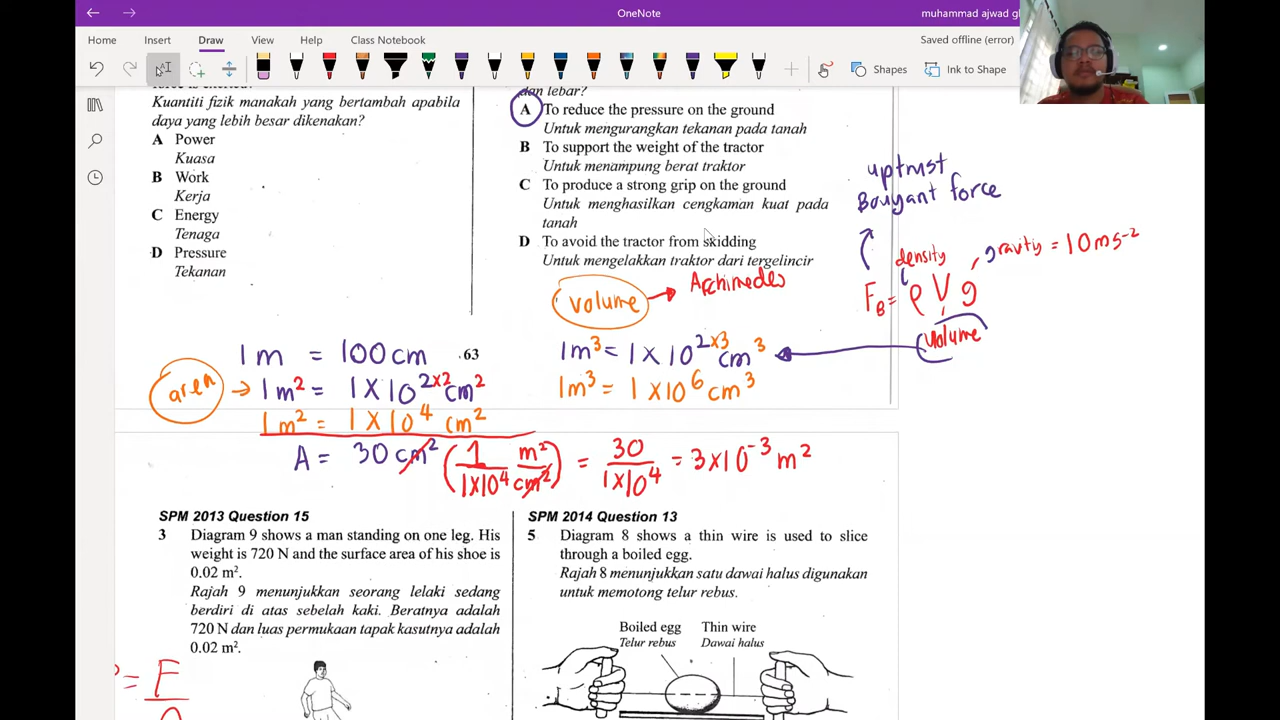 OneNote
muhammad ajwad gh
Home Insert Draw View Help Class Notebook
Saved offline (error)
Shapes
Ink to Shape
Kuantiti fizik manakah yang bertambah apabila
daya yang lebih besar dikenakan?
A Power
Kuasa
B Work
Kerja
C Energy
Tenaga
D Pressure
Tekanan
dan lebar?
A To reduce the pressure on the ground
Untuk mengurangkan tekanan pada tanah
B To support the weight of the tractor
Untuk menampung berat traktor
C To produce a strong grip on the ground
Untuk menghasilkan cengkaman kuat pada
tanah
D To avoid the tractor from skidding
Untuk mengelakkan traktor dari tergelincir
Bouyant force
density
gravity = 10 ms⁻²
F_B = ρ V g
volume
volume → Archimedes
1 m = 100 cm
.63
area → 1 m² = 1 × 10²ˣ² cm²
1 m² = 1 × 10⁴ cm²
1 m³ = 1 × 10²ˣ³ cm³
1 m³ = 1 × 10⁶ cm³
A = 30 cm² (1/1×10⁴ m²/cm²) = 30/1×10⁴ = 3×10⁻³ m²
SPM 2013 Question 15
3 Diagram 9 shows a man standing on one leg. His
weight is 720 N and the surface area of his shoe is
0.02 m².
Rajah 9 menunjukkan seorang lelaki sedang
berdiri di atas sebelah kaki. Beratnya adalah
720 N dan luas permukaan tapak kasutnya adalah
0.02 m².
= F
SPM 2014 Question 13
5 Diagram 8 shows a thin wire is used to slice
through a boiled egg.
Rajah 8 menunjukkan satu dawai halus digunakan
untuk memotong telur rebus.
Boiled egg
Telur rebus
Thin wire
Dawai halus